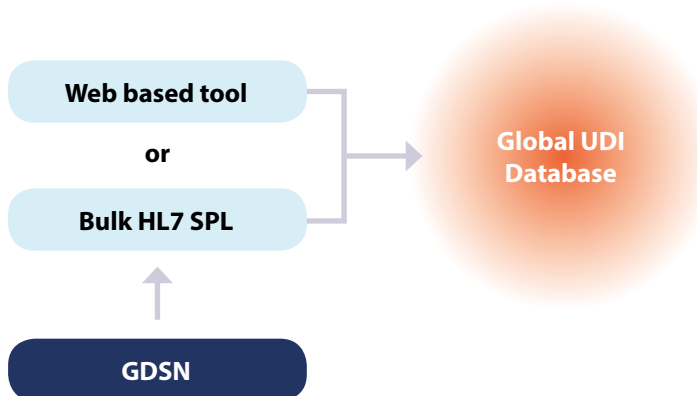 Web based tool
or
Bulk HL7 SPL
GDSN
Global UDI
Database